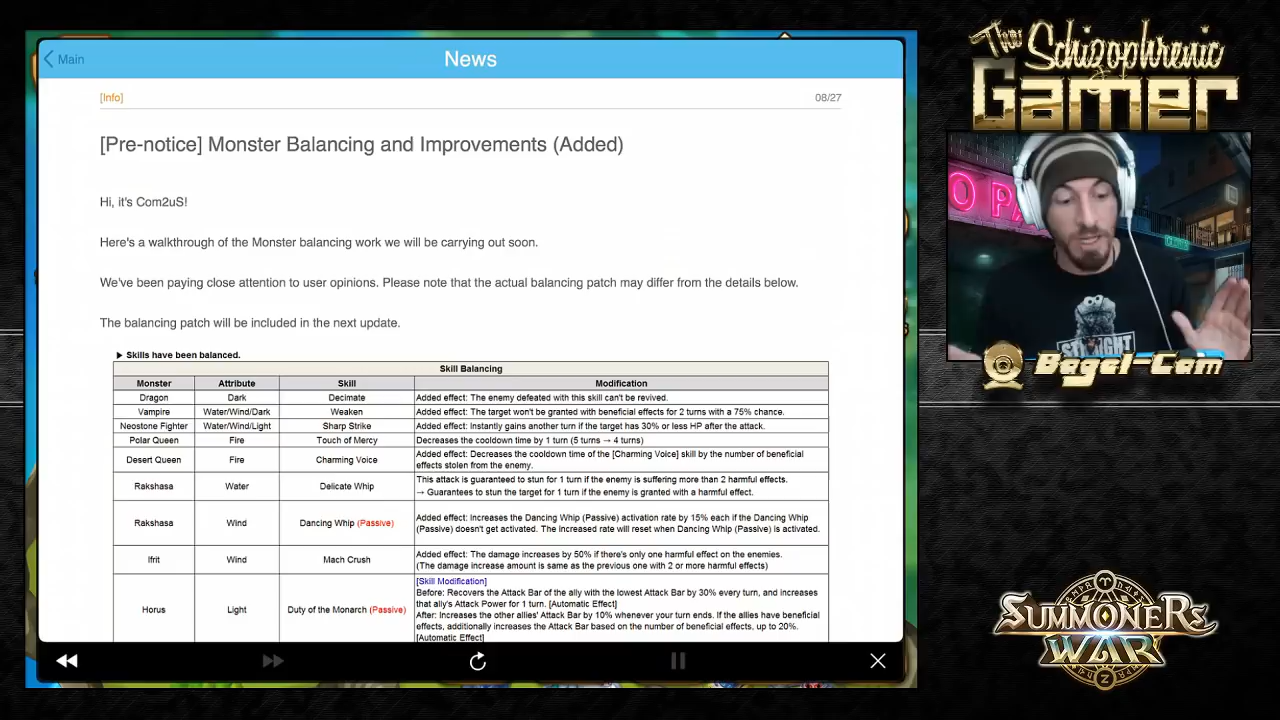 Main
News
[Info]
08/27
[Pre-notice] Monster Balancing and Improvements (Added)
Hi, it's Com2uS!
Here's a walkthrough of the Monster balancing work we will be carrying out soon.
We've been paying close attention to user opinions. Please note that the actual balancing patch may differ from the details below.
The balancing patch will be included in the next update.
▶ Skills have been balanced.
Skill Balancing
Monster Attribute Skill Modification
Dragon Dark Decimate Added effect: The enemy defeated with this skill can't be revived.
Vampire Water/Wind/Dark Weaken Added effect: The target won't be granted with beneficial effects for 2 turns with a 75% chance.
Neostone Fighter Water/Wind/Light Sharp Strike Added effect: Instantly gains another turn if the target has 30% or less HP after the attack.
Polar Queen Fire Touch of Mercy Decreases the cooldown time by 1 turn (5 turns → 4 turns)
Desert Queen Fire Charming Voice Added effect: Decreases the cooldown time of the [Charming Voice] skill by the number of beneficial
effects stolen from the enemy.
Rakshasa Water Delicate Whip This attack is guaranteed to stun for 1 turn if the enemy is suffering more than 2 harmful effects.
→ Guarantees to stun the target for 1 turn if the enemy is granted with a harmful effect.
Rakshasa Wind Dancing Whip (Passive) Added effect: Increases the Dancing Whip (Passive) activation rate by 15% each if the Dancing Whip
(Passive) doesn't get activated. The increased rate will reset when Dancing Whip (Passive) is activated.
Ifrit Wind Mach Crush Added effect: The damage increases by 50% if there's only one harmful effect on the enemies.
(The damage increase amount is same as the previous one with 2 or more harmful effects)
Horus Light Duty of the Monarch (Passive) [Skill Modification]
Before: Recovers the Attack Bar of the ally with the lowest Attack Bar by 30% every turn, and increases
that ally's Attack Power for 1 turn. [Automatic Effect]
After: Increases the other allies' Attack Bar by 10% whenever your turn ends. If the allies have beneficial
effects, additionally increases the Attack Bar based on the number of beneficial effects, up to 20%.
[Automatic Effect]
The Schizophrenic
Gamer
O PA
STRAIGHT
Bagel-Cam
SUMMONERS
WAR